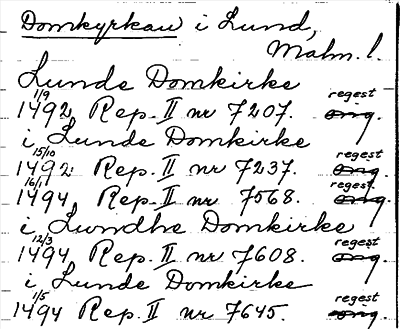 Domkyrkan i Lund,
Malm. l.
Lunde Domkirke
1/9 regest
1492 Rep. II nr 7207. orig.
i Lunde Domkirke
15/10 regest
1492 Rep. II nr 7237. orig.
16/1 regest
1494 Rep. II nr 7568. orig.
i Lundhe Domkirke
12/3 regest
1494 Rep. II nr 7608. orig.
i Lunde Domkirke
1/5 regest
1494 Rep. II nr 7645. orig.